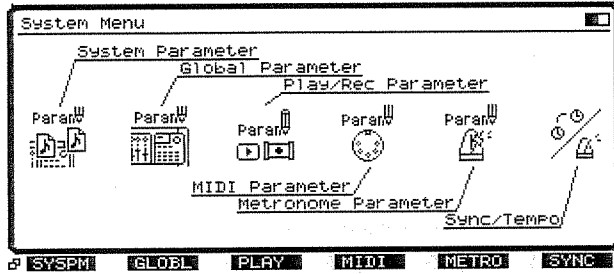 System Menu
System Parameter
Global Parameter
Play/Rec Parameter
Param Param Param Param Param
MIDI Parameter
Metronome Parameter
Sync/Tempo
SYSPM GLOBL PLAY MIDI METRO SYNC